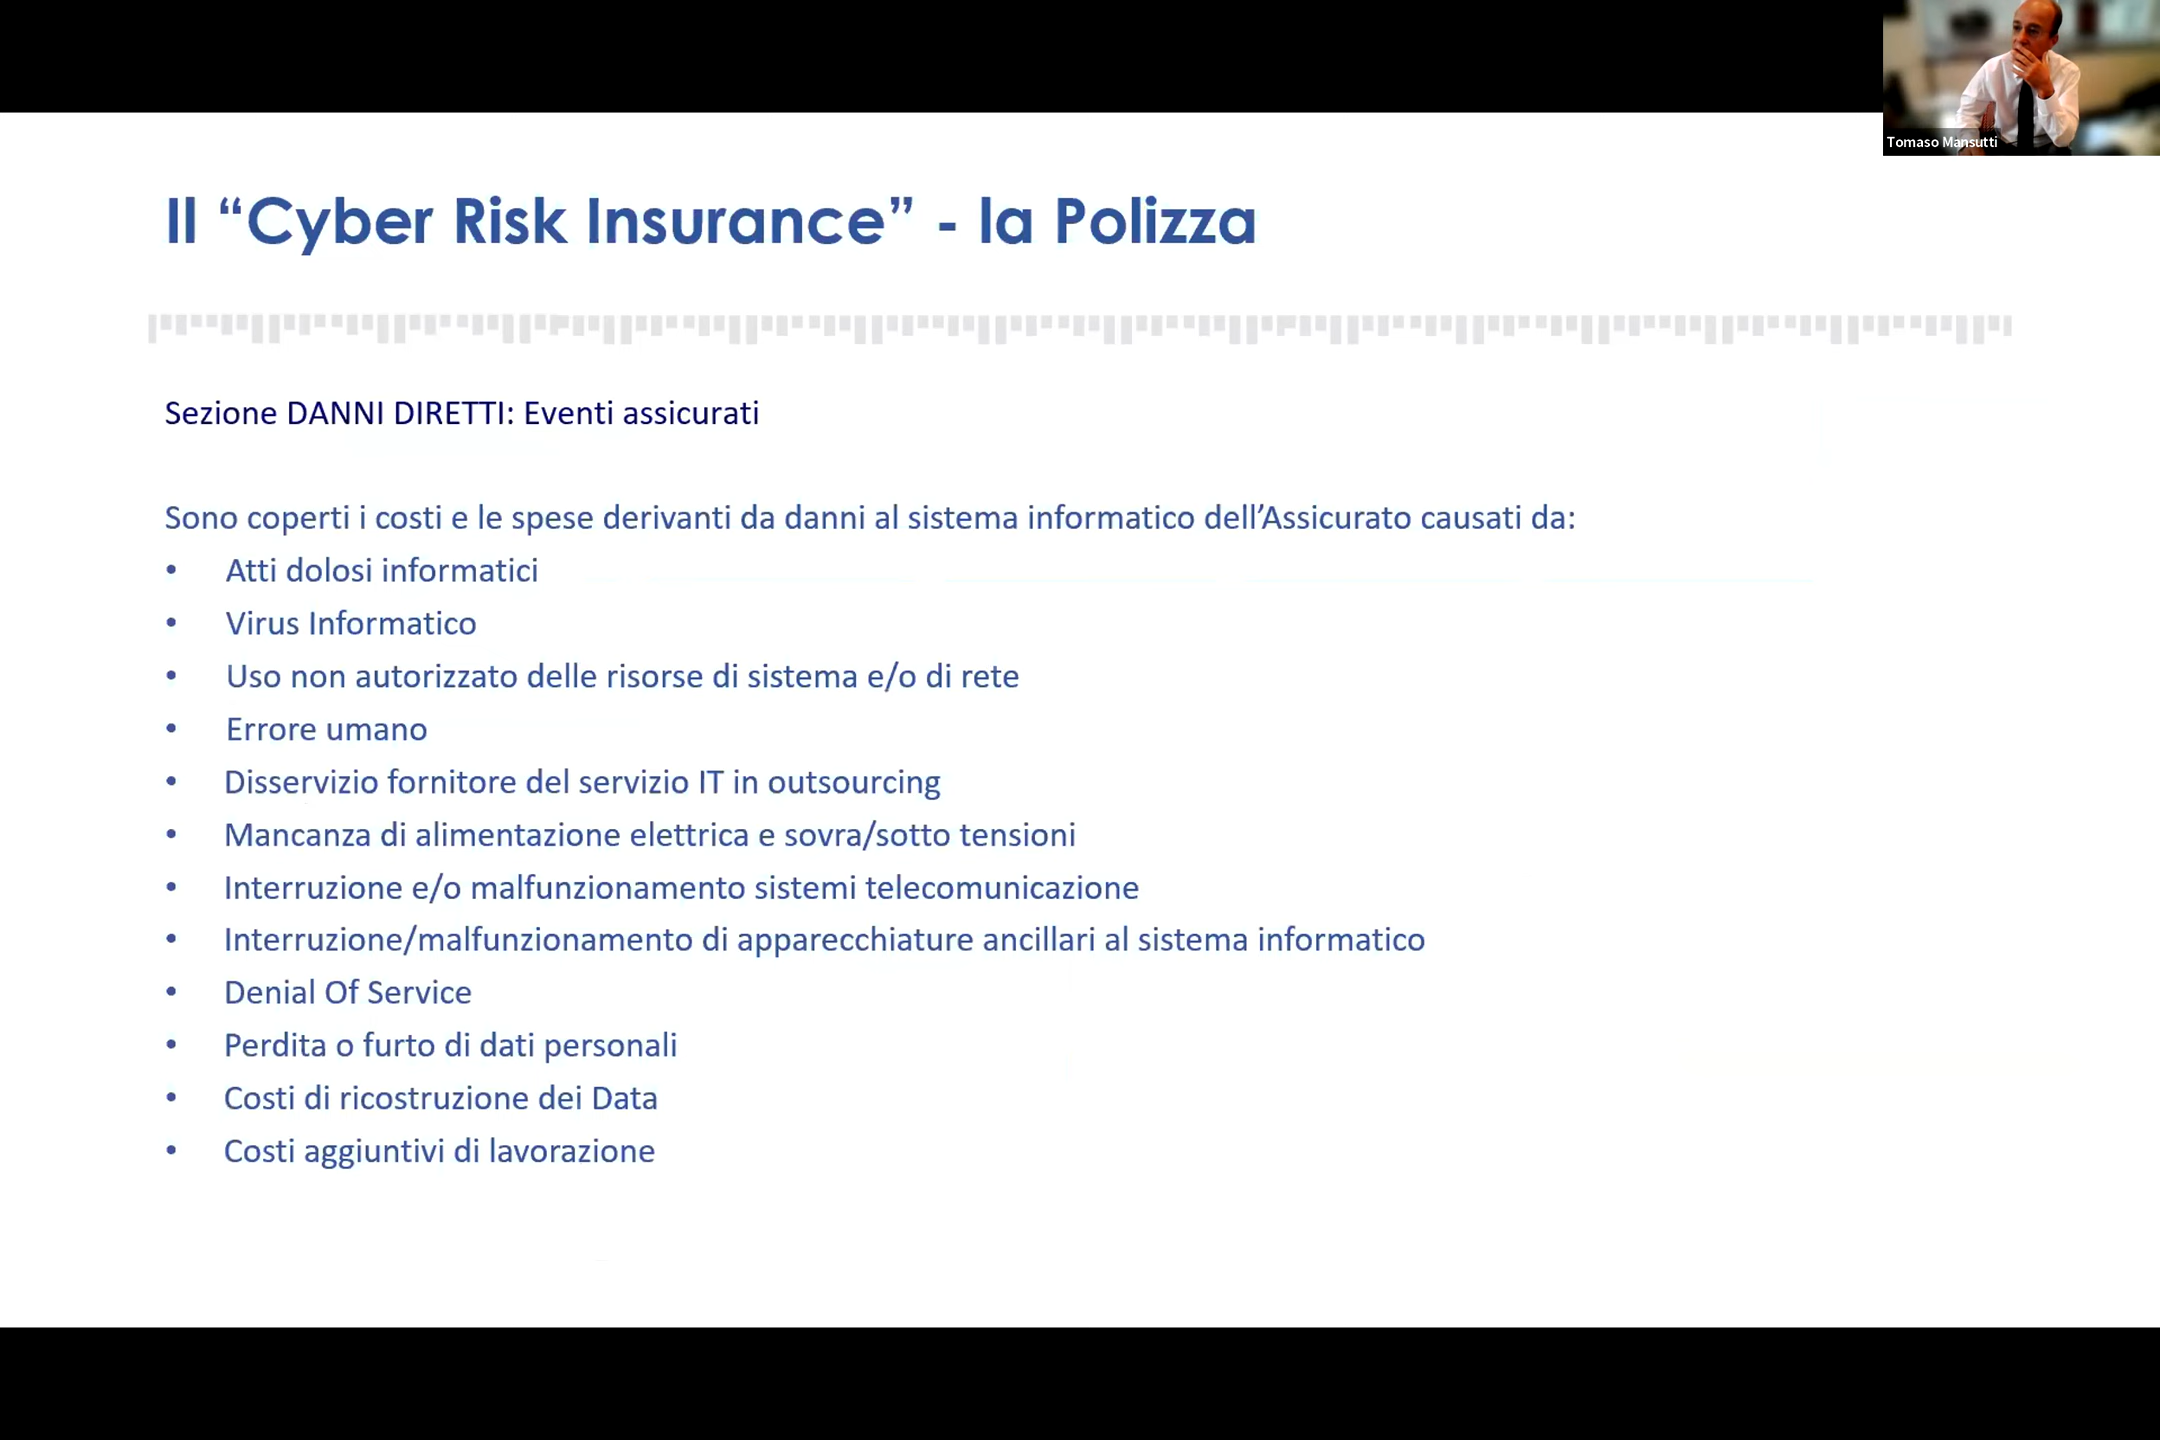 Tomaso Mansutti
Il “Cyber Risk Insurance” - la Polizza
Sezione DANNI DIRETTI: Eventi assicurati
Sono coperti i costi e le spese derivanti da danni al sistema informatico dell’Assicurato causati da:
• Atti dolosi informatici
• Virus Informatico
• Uso non autorizzato delle risorse di sistema e/o di rete
• Errore umano
• Disservizio fornitore del servizio IT in outsourcing
• Mancanza di alimentazione elettrica e sovra/sotto tensioni
• Interruzione e/o malfunzionamento sistemi telecomunicazione
• Interruzione/malfunzionamento di apparecchiature ancillari al sistema informatico
• Denial Of Service
• Perdita o furto di dati personali
• Costi di ricostruzione dei Data
• Costi aggiuntivi di lavorazione